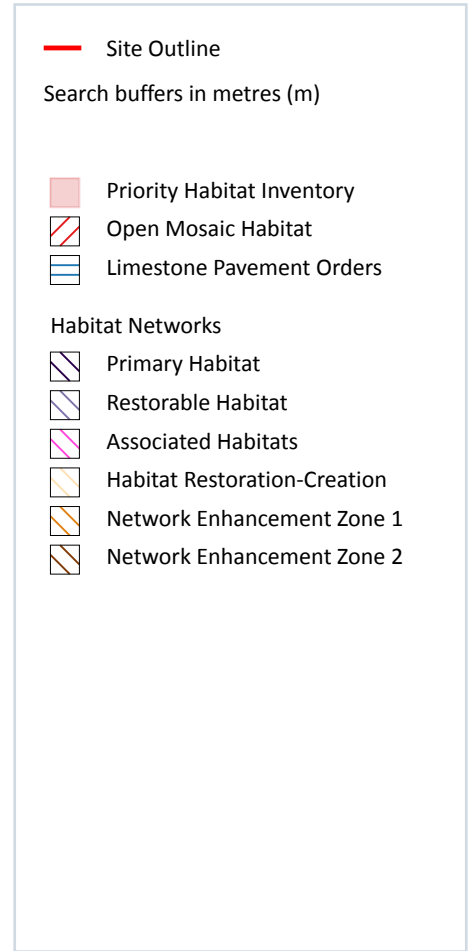 Site Outline
Search buffers in metres (m)
Priority Habitat Inventory
Open Mosaic Habitat
Limestone Pavement Orders
Habitat Networks
Primary Habitat
Restorable Habitat
Associated Habitats
Habitat Restoration-Creation
Network Enhancement Zone 1
Network Enhancement Zone 2